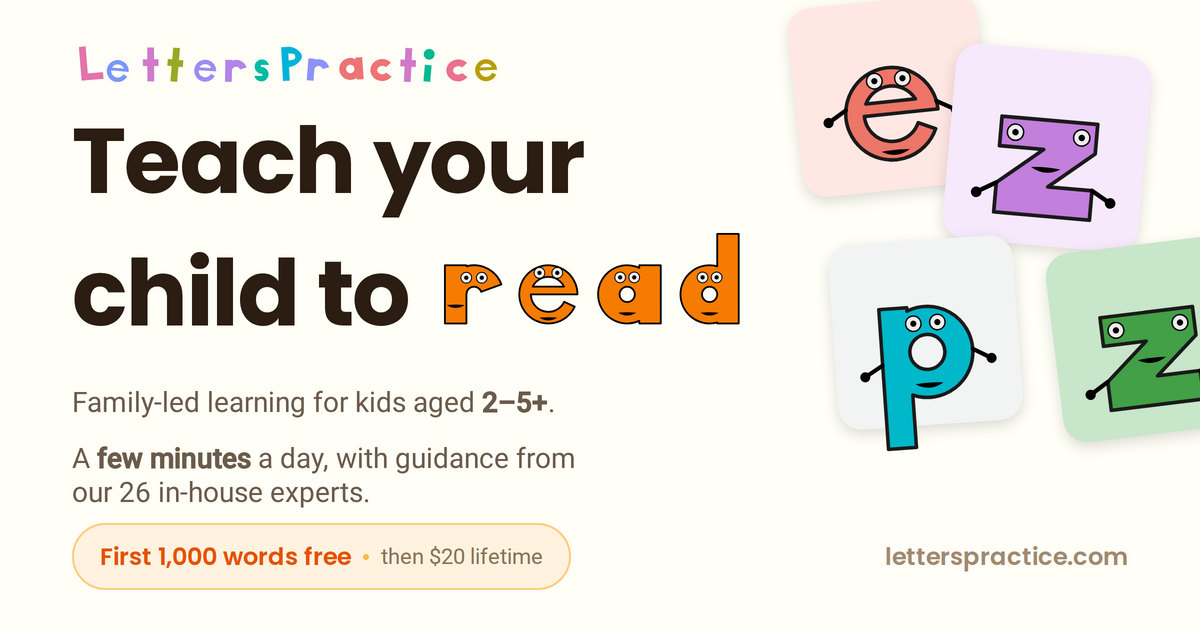 LettersPractice
Teach your
child to read
Family-led learning for kids aged 2–5+.
A few minutes a day, with guidance from
our 26 in-house experts.
First 1,000 words free • then $20 lifetime
e
z
p
z
letterspractice.com